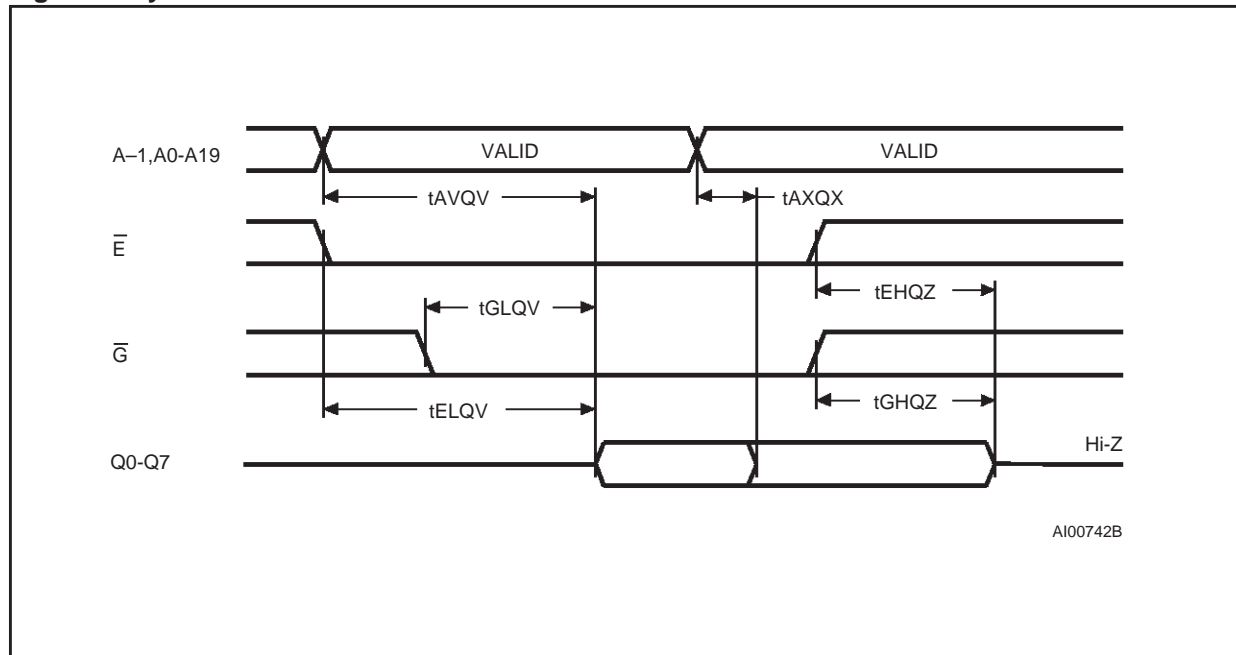 A–1,A0-A19
VALID
VALID
tAVQV
tAXQX
E̅
tEHQZ
tGLQV
G̅
tGHQZ
tELQV
Hi-Z
Q0-Q7
AI00742B